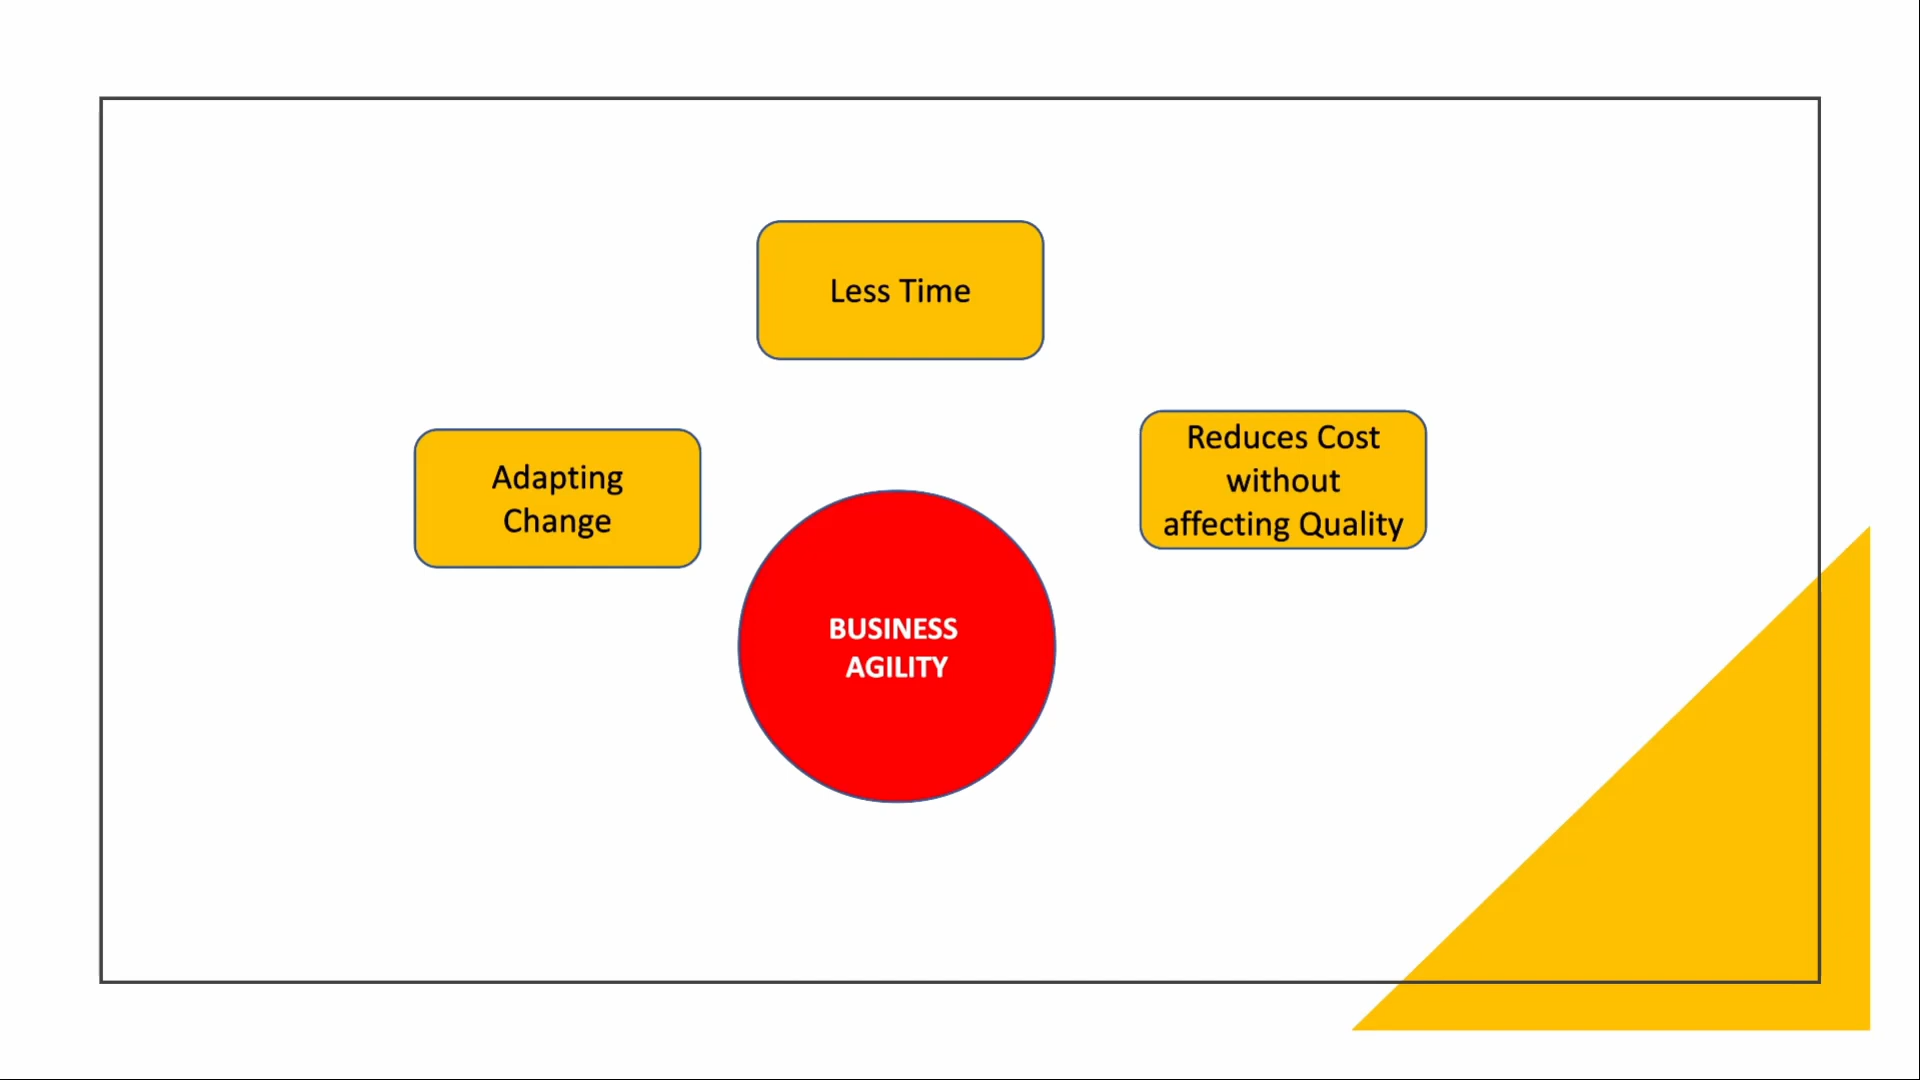 Less Time
Adapting
Change
Reduces Cost
without
affecting Quality
BUSINESS
AGILITY